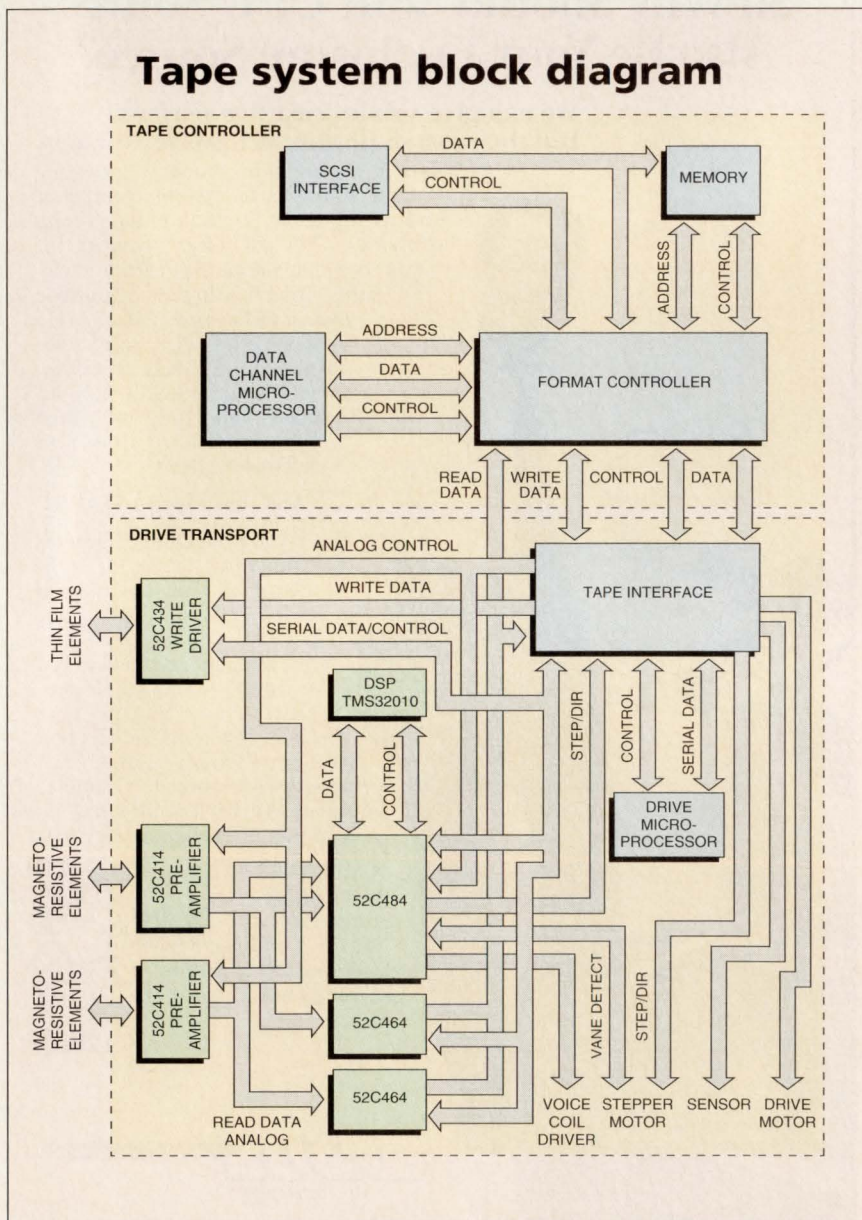 Tape system block diagram
TAPE CONTROLLER
SCSI
INTERFACE
DATA
CONTROL
MEMORY
ADDRESS
CONTROL
DATA
CHANNEL
MICRO-
PROCESSOR
ADDRESS
DATA
CONTROL
FORMAT CONTROLLER
READ
DATA
WRITE
DATA
CONTROL
DATA
DRIVE TRANSPORT
ANALOG CONTROL
WRITE DATA
SERIAL DATA/CONTROL
TAPE INTERFACE
THIN FILM
ELEMENTS
52C434
WRITE
DRIVER
DSP
TMS32010
DATA
CONTROL
STEP/DIR
CONTROL
SERIAL DATA
DRIVE
MICRO-
PROCESSOR
MAGNETO-
RESISTIVE
ELEMENTS
52C414
PRE-
AMPLIFIER
52C484
MAGNETO-
RESISTIVE
ELEMENTS
52C414
PRE-
AMPLIFIER
52C464
52C464
VANE DETECT
STEP/DIR
READ DATA
ANALOG
VOICE
COIL
DRIVER
STEPPER
MOTOR
SENSOR
DRIVE
MOTOR